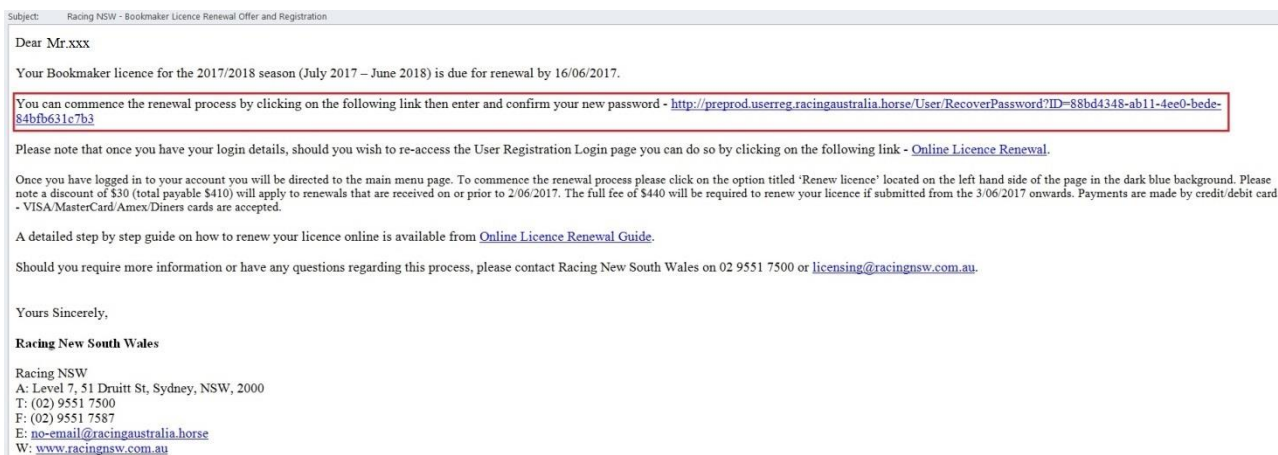 Subject: Racing NSW - Bookmaker Licence Renewal Offer and Registration
Dear Mr.xxx
Your Bookmaker licence for the 2017/2018 season (July 2017 – June 2018) is due for renewal by 16/06/2017.
You can commence the renewal process by clicking on the following link then enter and confirm your new password - http://preprod.userreg.racingaustralia.horse/User/RecoverPassword?ID=88bd4348-ab11-4ee0-bede-
84bfb631c7b3
Please note that once you have your login details, should you wish to re-access the User Registration Login page you can do so by clicking on the following link - Online Licence Renewal.
Once you have logged in to your account you will be directed to the main menu page. To commence the renewal process please click on the option titled ‘Renew licence’ located on the left hand side of the page in the dark blue background. Please
note a discount of $30 (total payable $410) will apply to renewals that are received on or prior to 2/06/2017. The full fee of $440 will be required to renew your licence if submitted from the 3/06/2017 onwards. Payments are made by credit/debit card
- VISA/MasterCard/Amex/Diners cards are accepted.
A detailed step by step guide on how to renew your licence online is available from Online Licence Renewal Guide.
Should you require more information or have any questions regarding this process, please contact Racing New South Wales on 02 9551 7500 or licensing@racingnsw.com.au.
Yours Sincerely,
Racing New South Wales
Racing NSW
A: Level 7, 51 Druitt St, Sydney, NSW, 2000
T: (02) 9551 7500
F: (02) 9551 7587
E: no-email@racingaustralia.horse
W: www.racingnsw.com.au